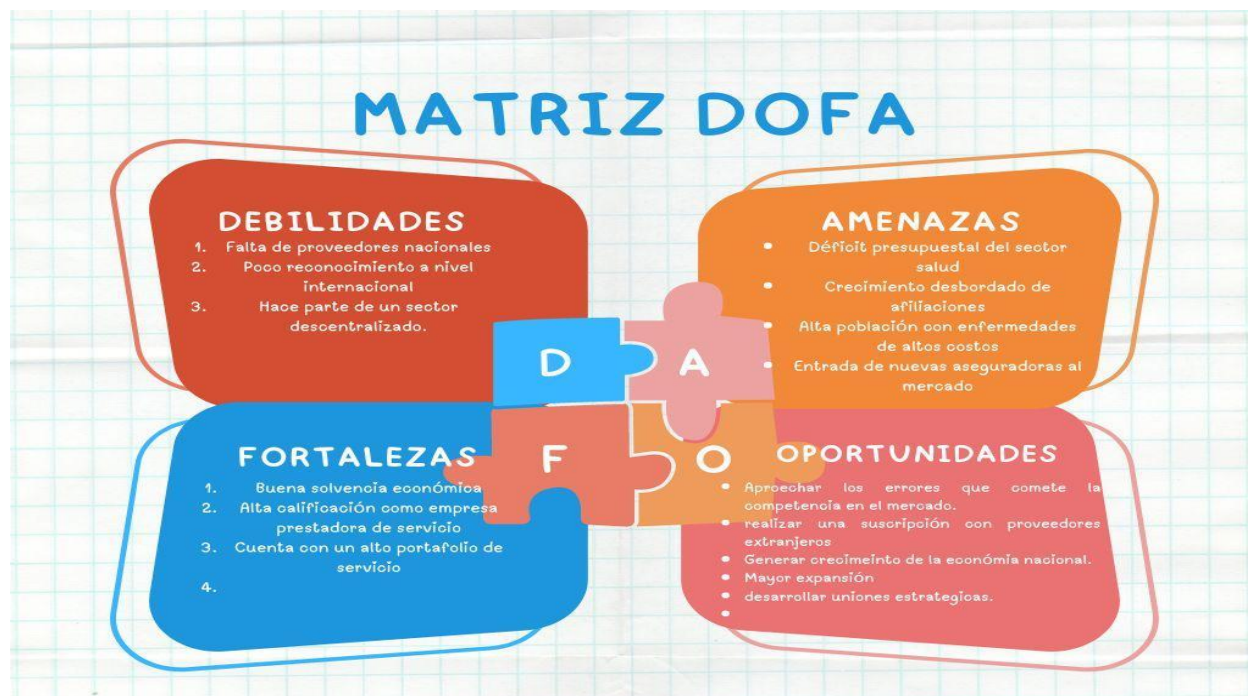 MATRIZ DOFA
DEBILIDADES
1. Falta de proveedores nacionales
2. Poco reconocimiento a nivel
internacional
3. Hace parte de un sector
descentralizado.
AMENAZAS
• Déficit presupuestal del sector
salud
• Crecimiento desbordado de
afiliaciones
• Alta población con enfermedades
de altos costos
• Entrada de nuevas aseguradoras al
mercado
D
A
F
O
FORTALEZAS
1. Buena solvencia económica
2. Alta calificación como empresa
prestadora de servicio
3. Cuenta con un alto portafolio de
servicio
4.
OPORTUNIDADES
• Aproechar los errores que comete la
competencia en el mercado.
• realizar una suscripción con proveedores
extranjeros
• Generar crecimeinto de la económia nacional.
• Mayor expansión
• desarrollar uniones estrategicas.
•